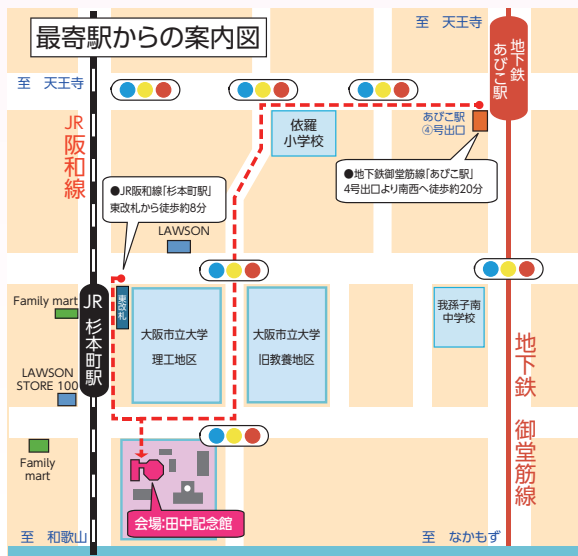 最寄駅からの案内図
至 天王寺
至 天王寺
地下鉄
あびこ駅
JR
阪和線
依羅
小学校
あびこ駅
④号出口
●地下鉄御堂筋線「あびこ駅」
4号出口より南西へ徒歩約20分
●JR阪和線「杉本町駅」
東改札から徒歩約8分
LAWSON
Family mart
JR
杉本町駅
東改札
大阪市立大学
理工地区
大阪市立大学
旧教養地区
我孫子南
中学校
LAWSON
STORE 100
地下鉄 御堂筋線
Family
mart
会場:田中記念館
至 和歌山
至 なかもず